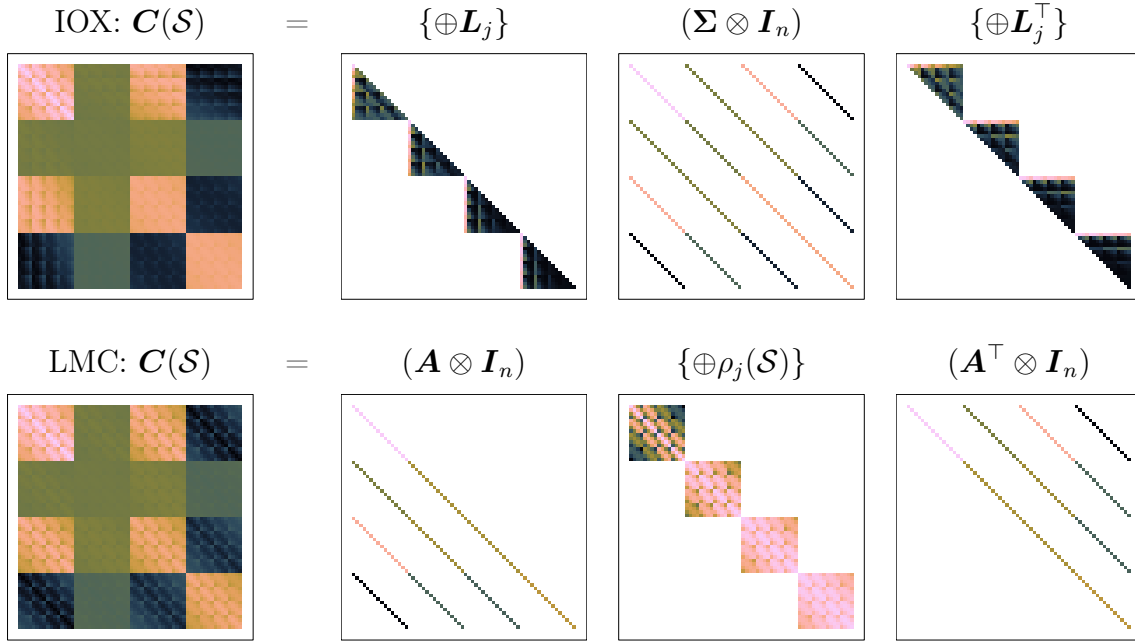 IOX: C(S) = {⊕L_j} (Σ ⊗ I_n) {⊕L_j^⊤}
LMC: C(S) = (A ⊗ I_n) {⊕ρ_j(S)} (A^⊤ ⊗ I_n)